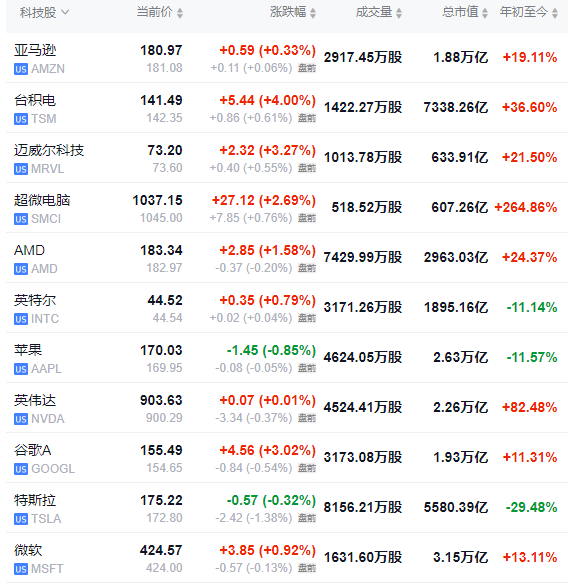 科技股 当前价 涨跌幅 成交量 总市值 年初至今
亚马逊 180.97 +0.59 (+0.33%) 2917.45万股 1.88万亿 +19.11%
US AMZN 181.08 +0.11 (+0.06%) 盘前
台积电 141.49 +5.44 (+4.00%) 1422.27万股 7338.26亿 +36.60%
US TSM 142.35 +0.86 (+0.61%) 盘前
迈威尔科技 73.20 +2.32 (+3.27%) 1013.78万股 633.91亿 +21.50%
US MRVL 73.60 +0.40 (+0.55%) 盘前
超微电脑 1037.15 +27.12 (+2.69%) 518.52万股 607.26亿 +264.86%
US SMCI 1045.00 +7.85 (+0.76%) 盘前
AMD 183.34 +2.85 (+1.58%) 7429.99万股 2963.03亿 +24.37%
US AMD 182.97 -0.37 (-0.20%) 盘前
英特尔 44.52 +0.35 (+0.79%) 3171.26万股 1895.16亿 -11.14%
US INTC 44.54 +0.02 (+0.04%) 盘前
苹果 170.03 -1.45 (-0.85%) 4624.05万股 2.63万亿 -11.57%
US AAPL 169.95 -0.08 (-0.05%) 盘前
英伟达 903.63 +0.07 (+0.01%) 4524.41万股 2.26万亿 +82.48%
US NVDA 900.29 -3.34 (-0.37%) 盘前
谷歌A 155.49 +4.56 (+3.02%) 3173.08万股 1.93万亿 +11.31%
US GOOGL 154.65 -0.84 (-0.54%) 盘前
特斯拉 175.22 -0.57 (-0.32%) 8156.21万股 5580.39亿 -29.48%
US TSLA 172.80 -2.42 (-1.38%) 盘前
微软 424.57 +3.85 (+0.92%) 1631.60万股 3.15万亿 +13.11%
US MSFT 424.00 -0.57 (-0.13%) 盘前